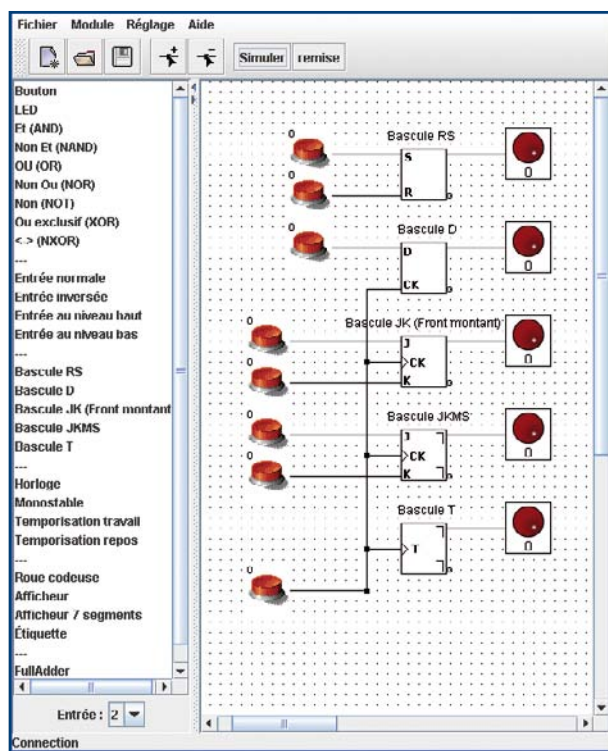 Fichier Module Réglage Aide
Simuler remise
Bouton
LED
Et (AND)
Non Et (NAND)
OU (OR)
Non Ou (NOR)
Non (NOT)
Ou exclusif (XOR)
<-> (NXOR)
---
Entrée normale
Entrée inversée
Entrée au niveau haut
Entrée au niveau bas
---
Bascule RS
Bascule D
Bascule JK (Front montant
Bascule JKMS
Bascule T
---
Horloge
Monostable
Temporisation travail
Temporisation repos
---
Roue codeuse
Afficheur
Afficheur 7 segments
Étiquette
---
FullAdder
Entrée : 2
Connection
0
Bascule RS
S
0
0
R
0
Bascule D
D
0
CK
0
Bascule JK (Front montant)
J
0
0
CK
K
0
Bascule JKMS
J
0
0
CK
K
Bascule T
0
T
0